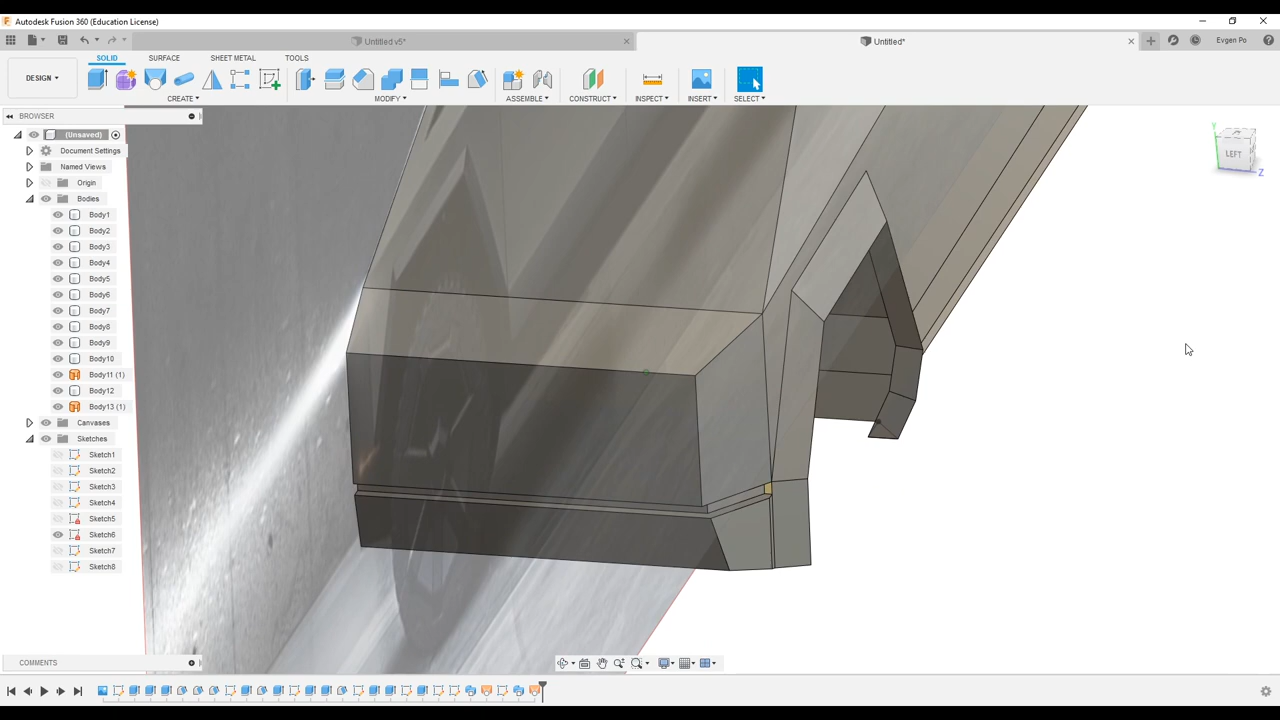 Autodesk Fusion 360 (Education License)
Untitled v5*
Untitled*
Evgen Po
SOLID SURFACE SHEET METAL TOOLS
DESIGN ▾
CREATE ▾ MODIFY ▾ ASSEMBLE ▾ CONSTRUCT ▾ INSPECT ▾ INSERT ▾ SELECT ▾
BROWSER
(Unsaved)
Document Settings
Named Views
Origin
Bodies
Body1
Body2
Body3
Body4
Body5
Body6
Body7
Body8
Body9
Body10
Body11 (1)
Body12
Body13 (1)
Canvases
Sketches
Sketch1
Sketch2
Sketch3
Sketch4
Sketch5
Sketch6
Sketch7
Sketch8
Y
LEFT
Z
COMMENTS